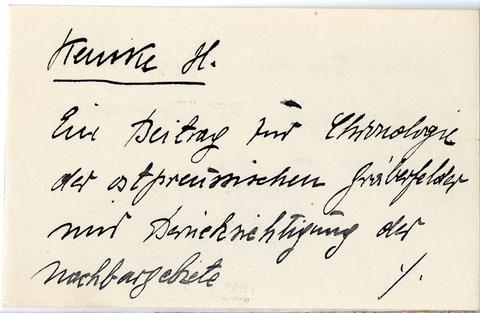 Kemke H.
Ein Beitrag zur Chronologie
der ostpreussischen Gräberfelder
mit Berücksichtigung der
Nachbargebiete ./.